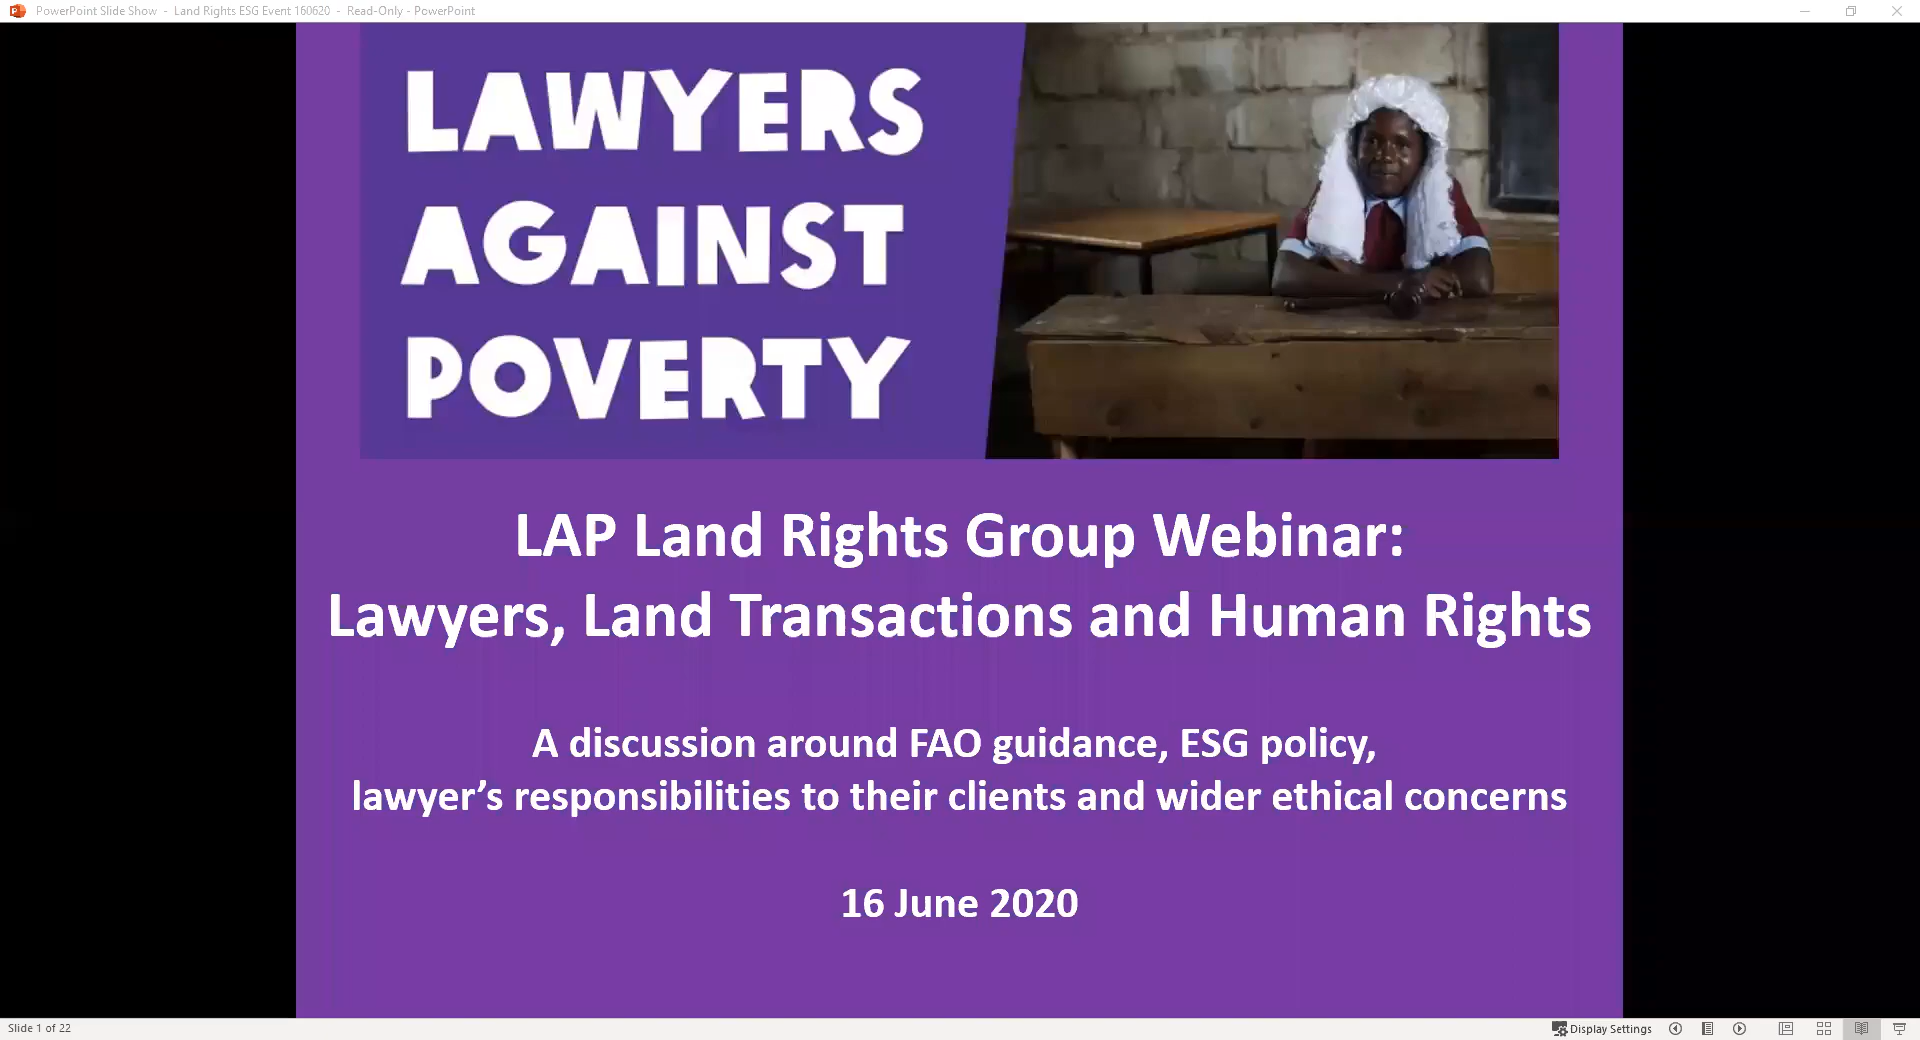 PowerPoint Slide Show - Land Rights ESG Event 160620 - Read-Only - PowerPoint
LAWYERS
AGAINST
POVERTY
LAP Land Rights Group Webinar:
Lawyers, Land Transactions and Human Rights
A discussion around FAO guidance, ESG policy,
lawyer’s responsibilities to their clients and wider ethical concerns
16 June 2020
Slide 1 of 22
Display Settings